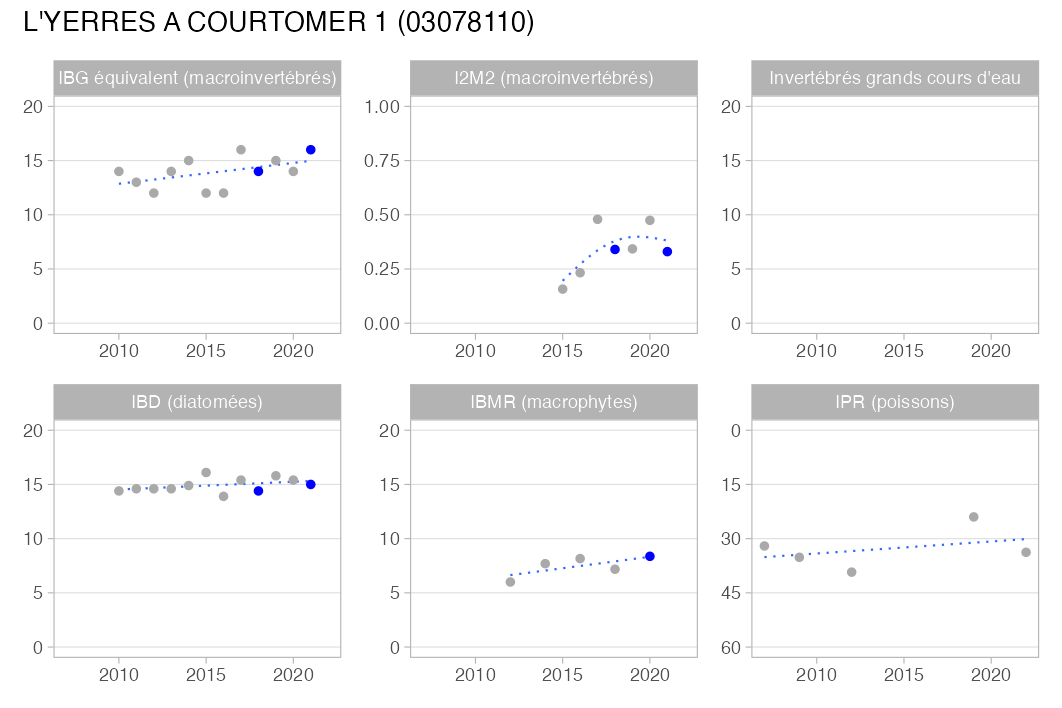 L'YERRES A COURTOMER 1 (03078110)
IBG équivalent (macroinvertébrés)
I2M2 (macroinvertébrés)
Invertébrés grands cours d'eau
20
15
10
5
0
2010 2015 2020
1.00
0.75
0.50
0.25
0.00
2010 2015 2020
20
15
10
5
0
2010 2015 2020
IBD (diatomées)
IBMR (macrophytes)
IPR (poissons)
20
15
10
5
0
2010 2015 2020
20
15
10
5
0
2010 2015 2020
0
15
30
45
60
2010 2015 2020